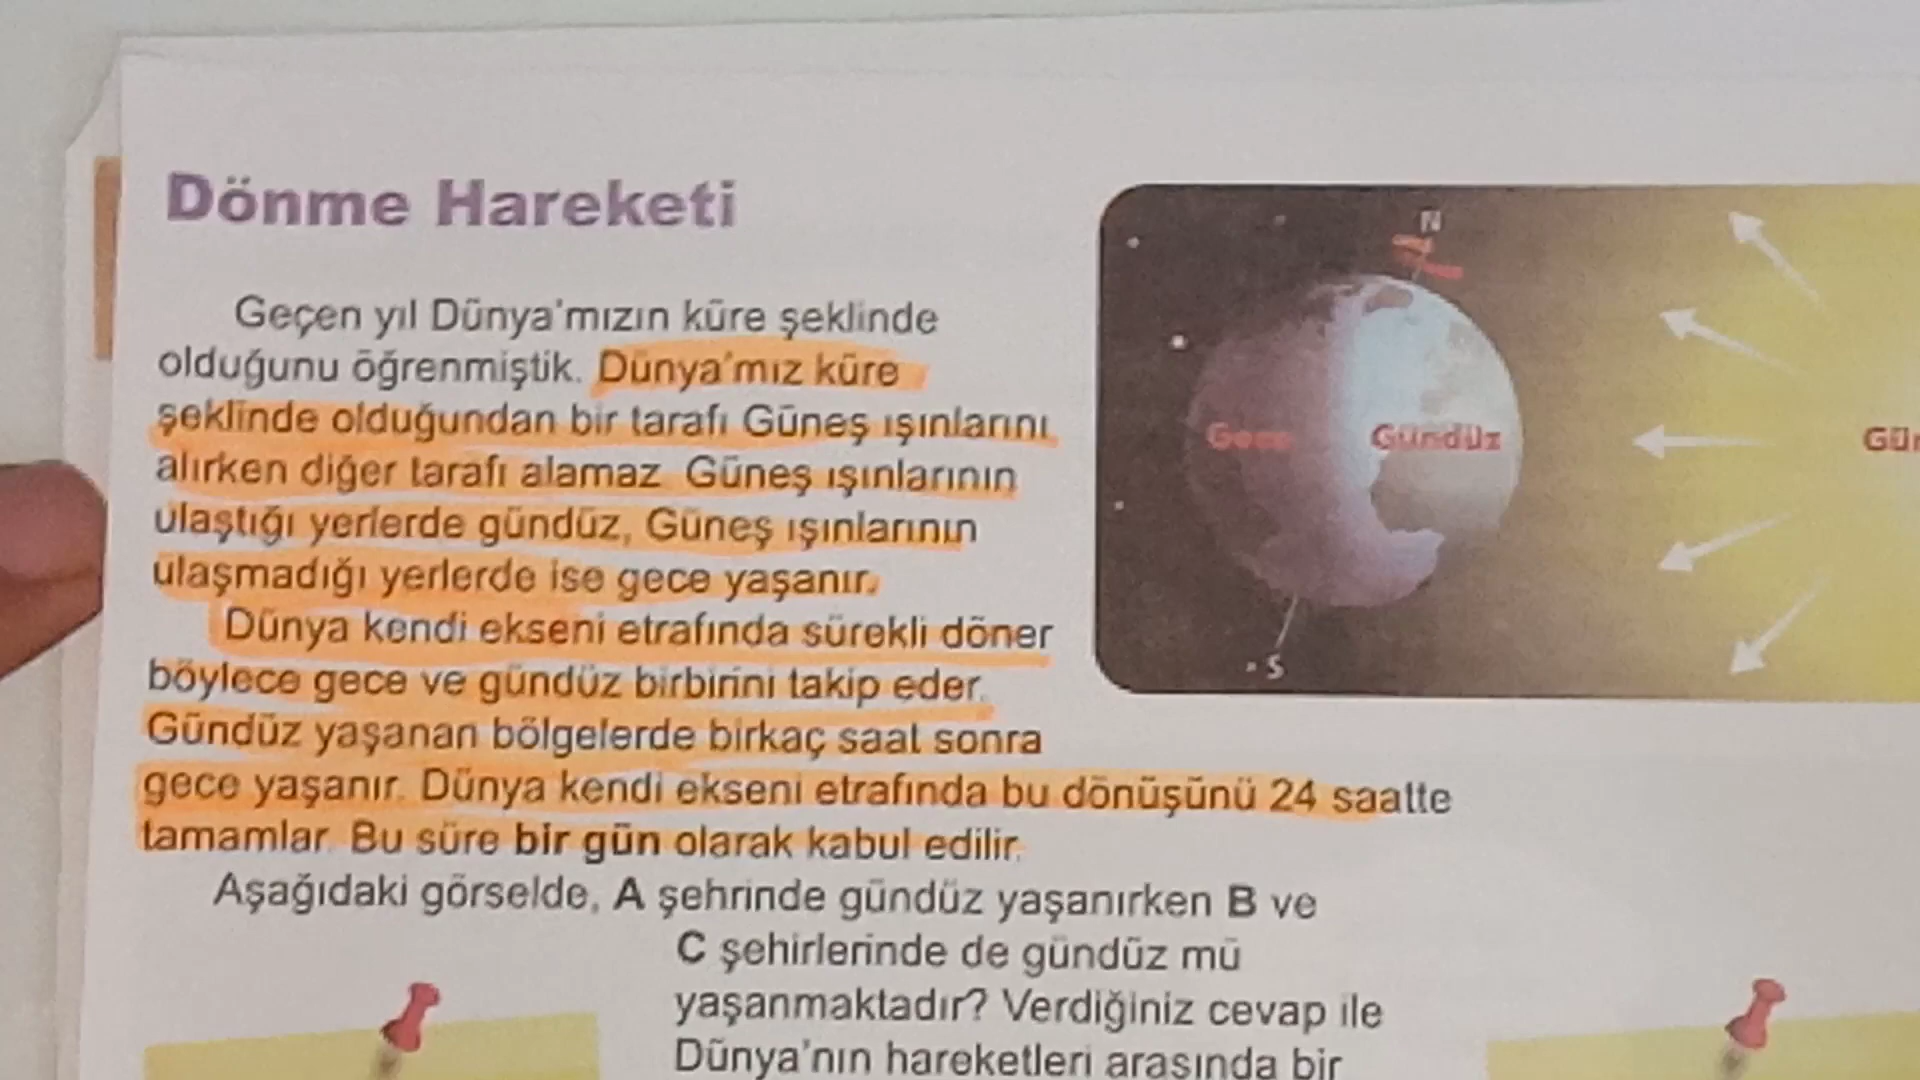 Dönme Hareketi
Geçen yıl Dünya'mızın küre şeklinde
olduğunu öğrenmiştik. Dünya'mız küre
şeklinde olduğundan bir tarafı Güneş ışınlarını
alırken diğer tarafı alamaz. Güneş ışınlarının
ulaştığı yerlerde gündüz, Güneş ışınlarının
ulaşmadığı yerlerde ise gece yaşanır.
Dünya kendi ekseni etrafında sürekli döner
böylece gece ve gündüz birbirini takip eder.
Gündüz yaşanan bölgelerde birkaç saat sonra
gece yaşanır. Dünya kendi ekseni etrafında bu dönüşünü 24 saatte
tamamlar. Bu süre bir gün olarak kabul edilir.
Aşağıdaki görselde, A şehrinde gündüz yaşanırken B ve
C şehirlerinde de gündüz mü
yaşanmaktadır? Verdiğiniz cevap ile
Dünya'nın hareketleri arasında bir
N
Gece
Gündüz
S